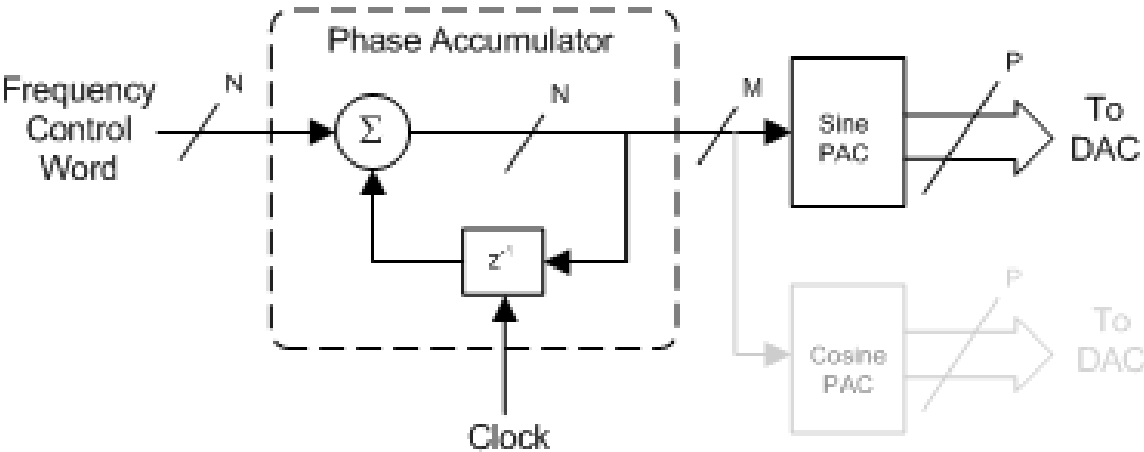 Phase Accumulator
Frequency
Control
Word
N
Σ
N
M
Sine
PAC
P
To
DAC
z⁻¹
Clock
Cosine
PAC
P
To
DAC